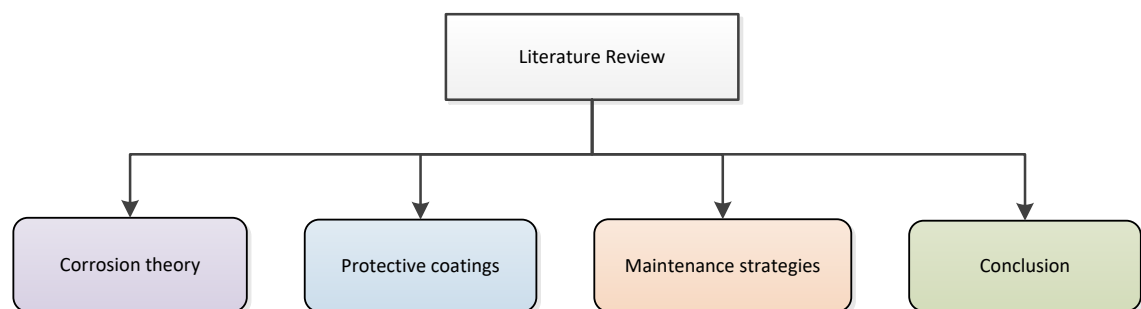 Literature Review
Corrosion theory
Protective coatings
Maintenance strategies
Conclusion